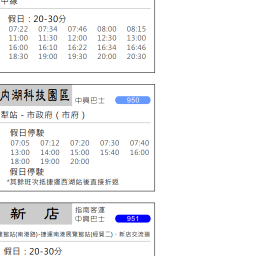 假日：20-30分
07:22 07:34 07:46 08:00 08:15
11:00 11:30 12:00 12:30 13:00
16:00 16:10 16:22 16:34 16:46
18:30 19:00 19:30 20:00 20:30
內湖科技園區
中興巴士 950
梨站 - 市政府（市府）
假日停駛
07:05 07:12 07:20 07:30 07:40
13:00 14:00 15:00 15:40 16:00
18:00 19:00 20:00
假日停駛
*其餘班次抵捷運西湖站後直接折返
新 店
指南客運
中興巴士 951
覽館站(南港路)-捷運南港展覽館站(經貿二)、新店交流道
假日：20-30分